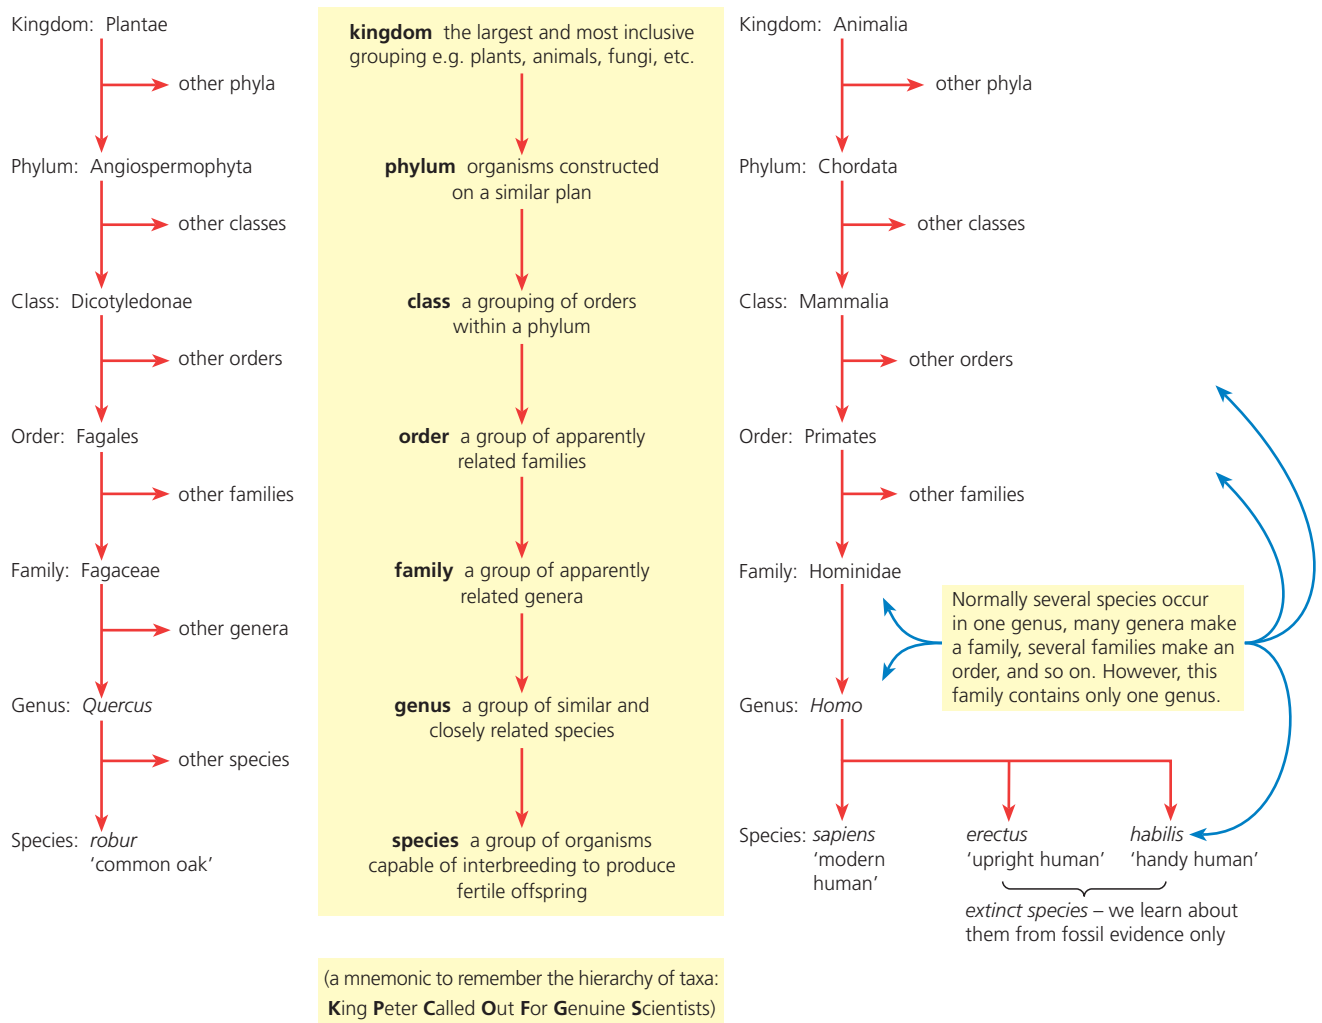 Kingdom: Plantae
other phyla
Phylum: Angiospermophyta
other classes
Class: Dicotyledonae
other orders
Order: Fagales
other families
Family: Fagaceae
other genera
Genus: Quercus
other species
Species: robur
'common oak'
kingdom the largest and most inclusive
grouping e.g. plants, animals, fungi, etc.
phylum organisms constructed
on a similar plan
class a grouping of orders
within a phylum
order a group of apparently
related families
family a group of apparently
related genera
genus a group of similar and
closely related species
species a group of organisms
capable of interbreeding to produce
fertile offspring
(a mnemonic to remember the hierarchy of taxa:
King Peter Called Out For Genuine Scientists)
Kingdom: Animalia
other phyla
Phylum: Chordata
other classes
Class: Mammalia
other orders
Order: Primates
other families
Family: Hominidae
Normally several species occur
in one genus, many genera make
a family, several families make an
order, and so on. However, this
family contains only one genus.
Genus: Homo
Species: sapiens
'modern
human'
erectus
'upright human'
habilis
'handy human'
extinct species – we learn about
them from fossil evidence only